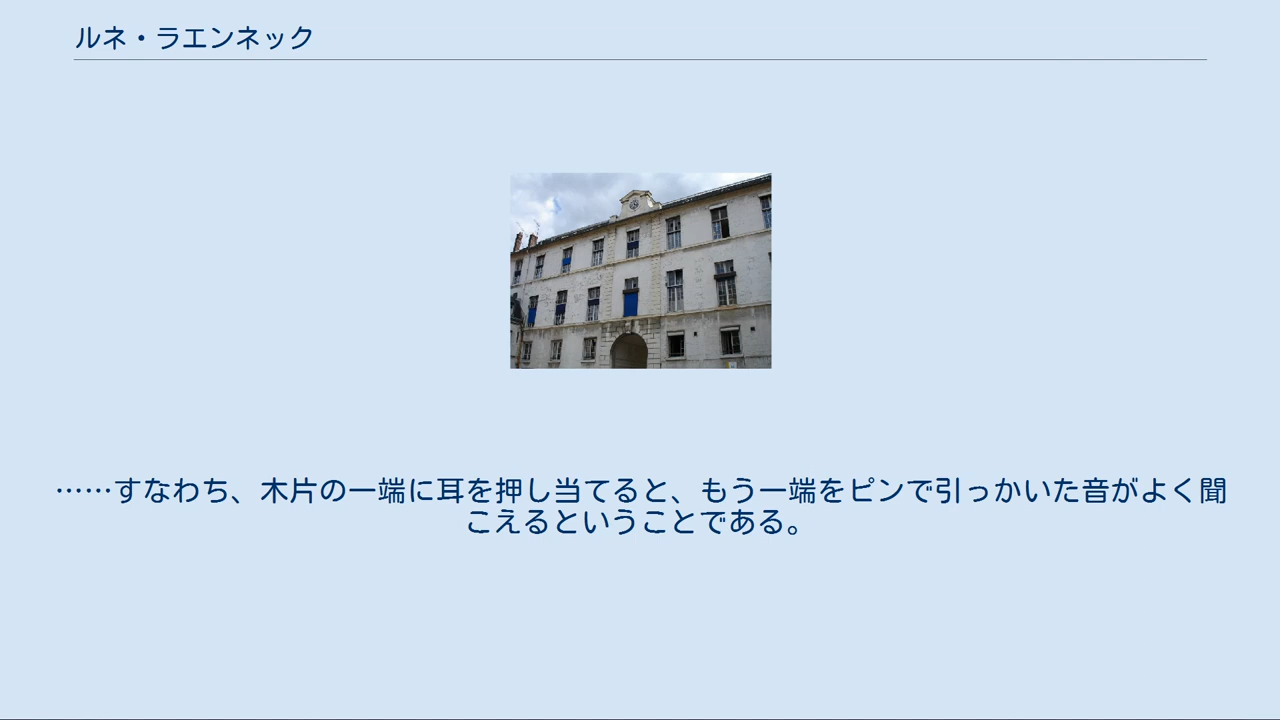 ルネ・ラエンネック
……すなわち、木片の一端に耳を押し当てると、もう一端をピンで引っかいた音がよく聞
こえるということである。